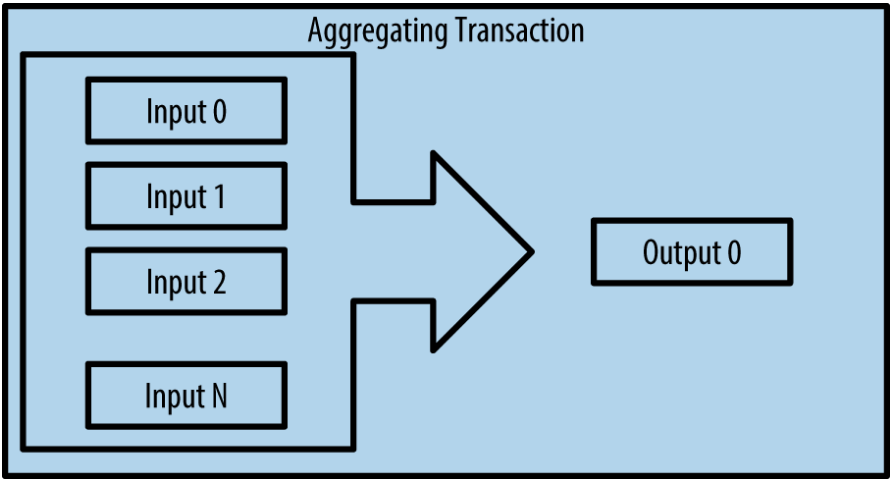 Aggregating Transaction
Input 0
Input 1
Input 2
Input N
Output 0